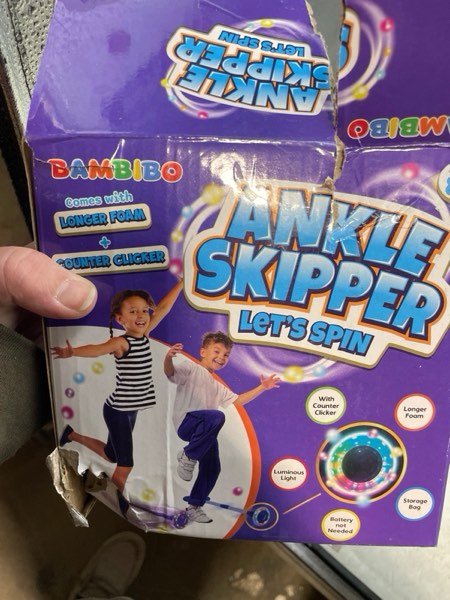 ANKLE
SKIPPER
LET'S SPIN
BAMBIBO
BAMBIBO
Comes with
LONGER FOAM
+
COUNTER CLICKER
ANKLE
SKIPPER
LET'S SPIN
With
Counter
Clicker
Longer
Foam
Luminous
Light
Storage
Bag
Battery
not
Needed